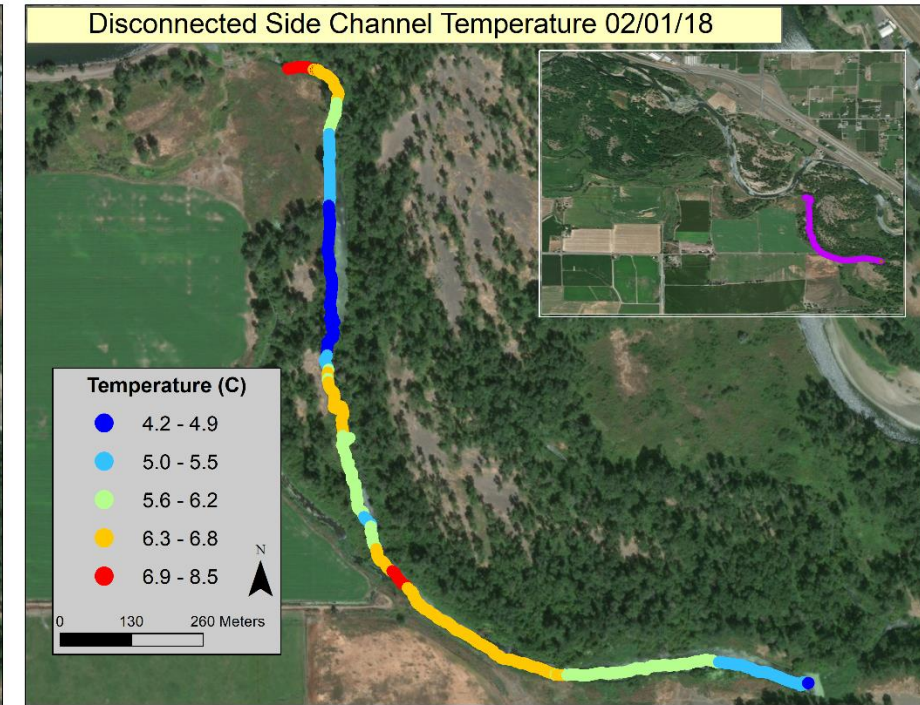 Disconnected Side Channel Temperature 02/01/18
Temperature (C)
4.2 - 4.9
5.0 - 5.5
5.6 - 6.2
6.3 - 6.8
6.9 - 8.5
N
0 130 260 Meters